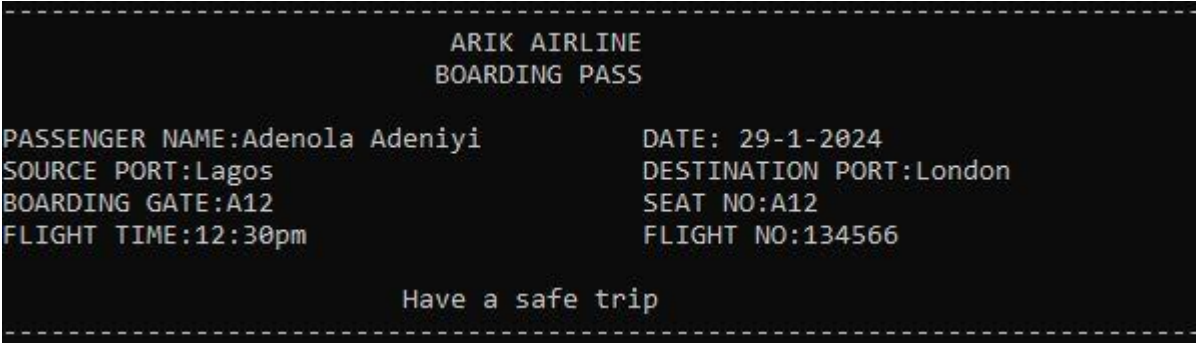 ARIK AIRLINE
BOARDING PASS
PASSENGER NAME:Adenola Adeniyi DATE: 29-1-2024
SOURCE PORT:Lagos DESTINATION PORT:London
BOARDING GATE:A12 SEAT NO:A12
FLIGHT TIME:12:30pm FLIGHT NO:134566
Have a safe trip